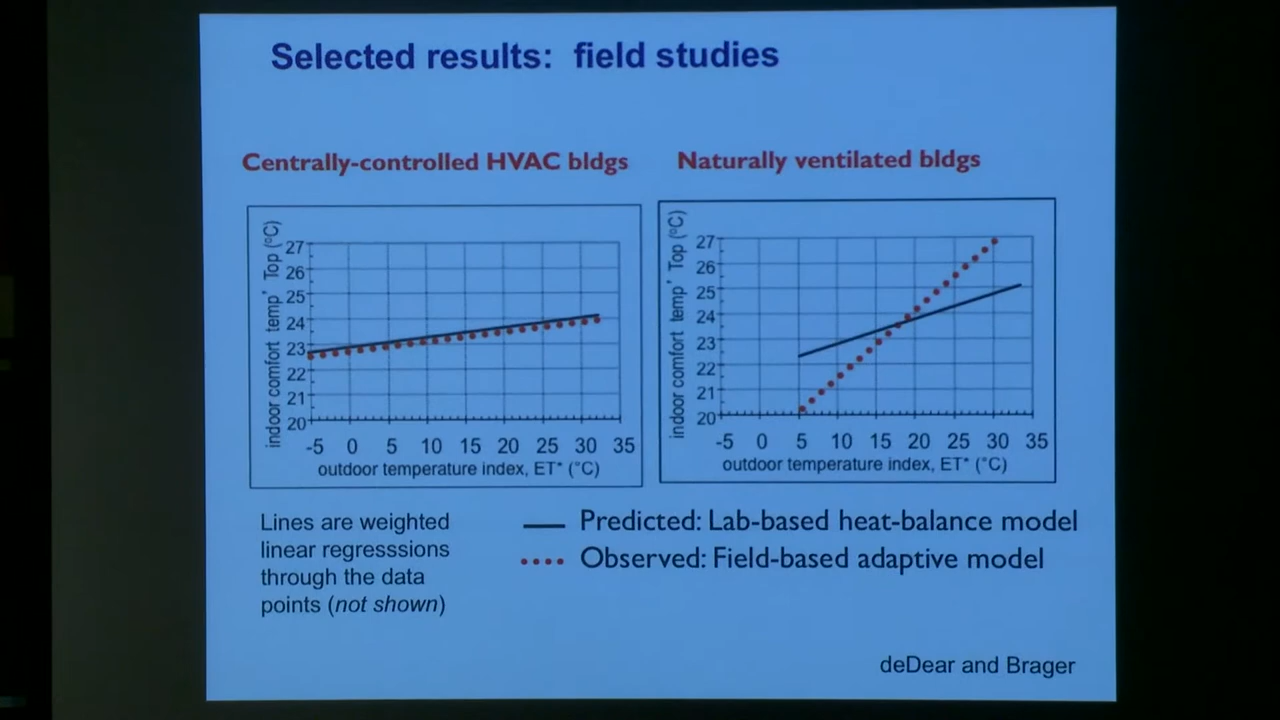 Selected results: field studies
Centrally-controlled HVAC bldgs
indoor comfort temp' Top (°C)
27
26
25
24
23
22
21
20
-5 0 5 10 15 20 25 30 35
outdoor temperature index, ET* (°C)
Naturally ventilated bldgs
indoor comfort temp' Top (°C)
27
26
25
24
23
22
21
20
-5 0 5 10 15 20 25 30 35
outdoor temperature index, ET* (°C)
Lines are weighted
linear regresssions
through the data
points (not shown)
Predicted: Lab-based heat-balance model
Observed: Field-based adaptive model
deDear and Brager